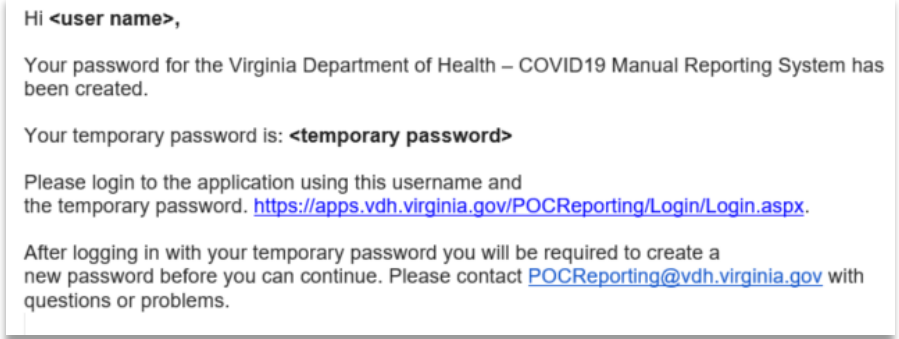 Hi <user name>,
Your password for the Virginia Department of Health – COVID19 Manual Reporting System has
been created.
Your temporary password is: <temporary password>
Please login to the application using this username and
the temporary password. https://apps.vdh.virginia.gov/POCReporting/Login/Login.aspx.
After logging in with your temporary password you will be required to create a
new password before you can continue. Please contact POCReporting@vdh.virginia.gov with
questions or problems.